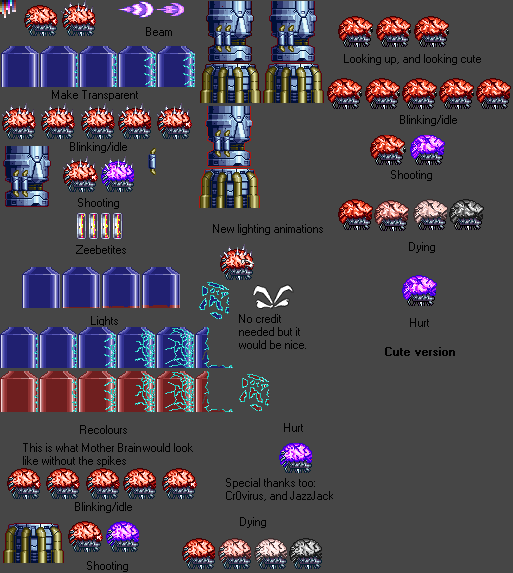 Beam
Make Transparent
Blinking/idle
Shooting
Zeebetites
Lights
Recolours
This is what Mother Brainwould look
like without the spikes
Blinking/idle
Shooting
New lighting animations
No credit
needed but it
would be nice.
Hurt
Special thanks too:
Cr0virus, and JazzJack
Dying
Looking up, and looking cute
Blinking/idle
Shooting
Dying
Hurt
Cute version